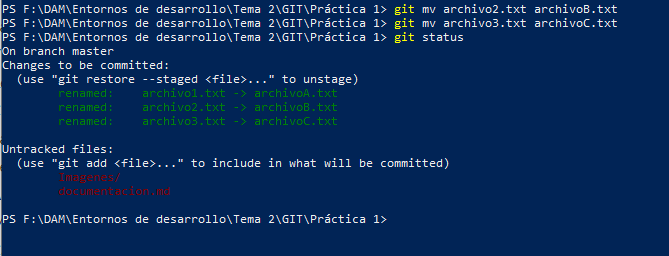 PS F:\DAM\Entornos de desarrollo\Tema 2\GIT\Práctica 1> git mv archivo2.txt archivoB.txt
PS F:\DAM\Entornos de desarrollo\Tema 2\GIT\Práctica 1> git mv archivo3.txt archivoC.txt
PS F:\DAM\Entornos de desarrollo\Tema 2\GIT\Práctica 1> git status
On branch master
Changes to be committed:
  (use "git restore --staged <file>..." to unstage)
        renamed:    archivo1.txt -> archivoA.txt
        renamed:    archivo2.txt -> archivoB.txt
        renamed:    archivo3.txt -> archivoC.txt
Untracked files:
  (use "git add <file>..." to include in what will be committed)
        imagenes/
        documentacion.md
PS F:\DAM\Entornos de desarrollo\Tema 2\GIT\Práctica 1>